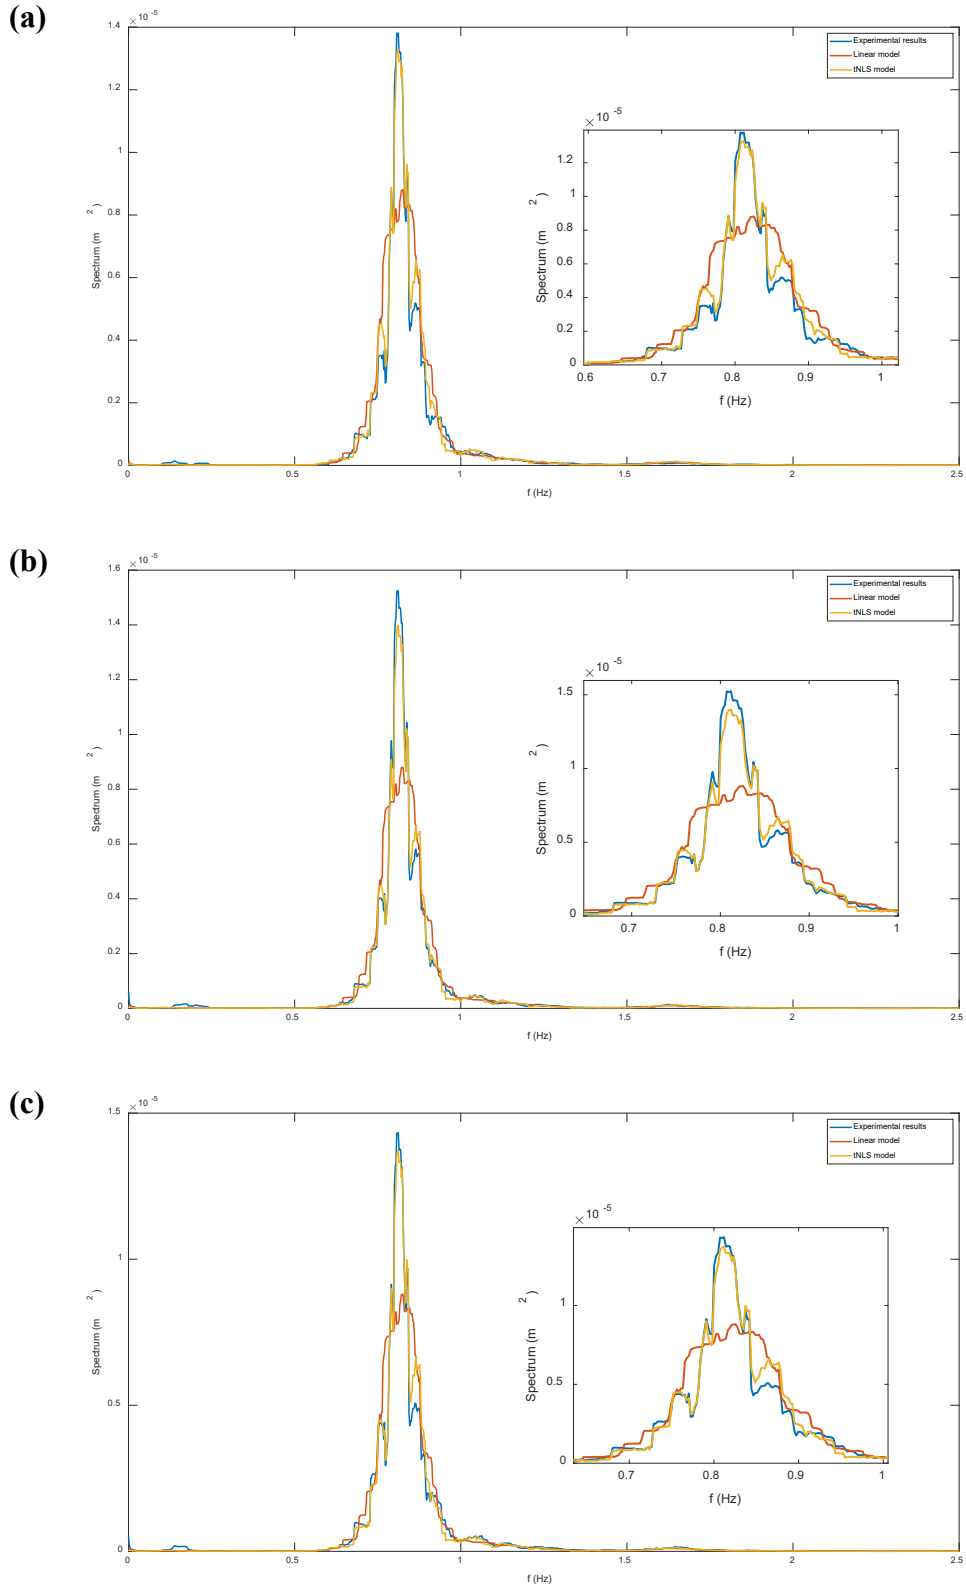 (a)
× 10 -5
1.4
1.2
1
0.8
0.6
0.4
0.2
0
Spectrum (m 2 )
0 0.5 1 1.5 2 2.5
f (Hz)
Experimental results
Linear model
tNLS model
× 10 -5
1.2
1
0.8
0.6
0.4
0.2
0
Spectrum (m 2 )
0.6 0.7 0.8 0.9 1
f (Hz)
(b)
× 10 -5
1.6
1.4
1.2
1
0.8
0.6
0.4
0.2
0
Spectrum (m 2 )
0 0.5 1 1.5 2 2.5
f (Hz)
Experimental results
Linear model
tNLS model
× 10 -5
1.5
1
0.5
0
Spectrum (m 2 )
0.7 0.8 0.9 1
f (Hz)
(c)
× 10 -5
1.5
1
0.5
0
Spectrum (m 2 )
0 0.5 1 1.5 2 2.5
f (Hz)
Experimental results
Linear model
tNLS model
× 10 -5
1
0.5
0
Spectrum (m 2 )
0.7 0.8 0.9 1
f (Hz)